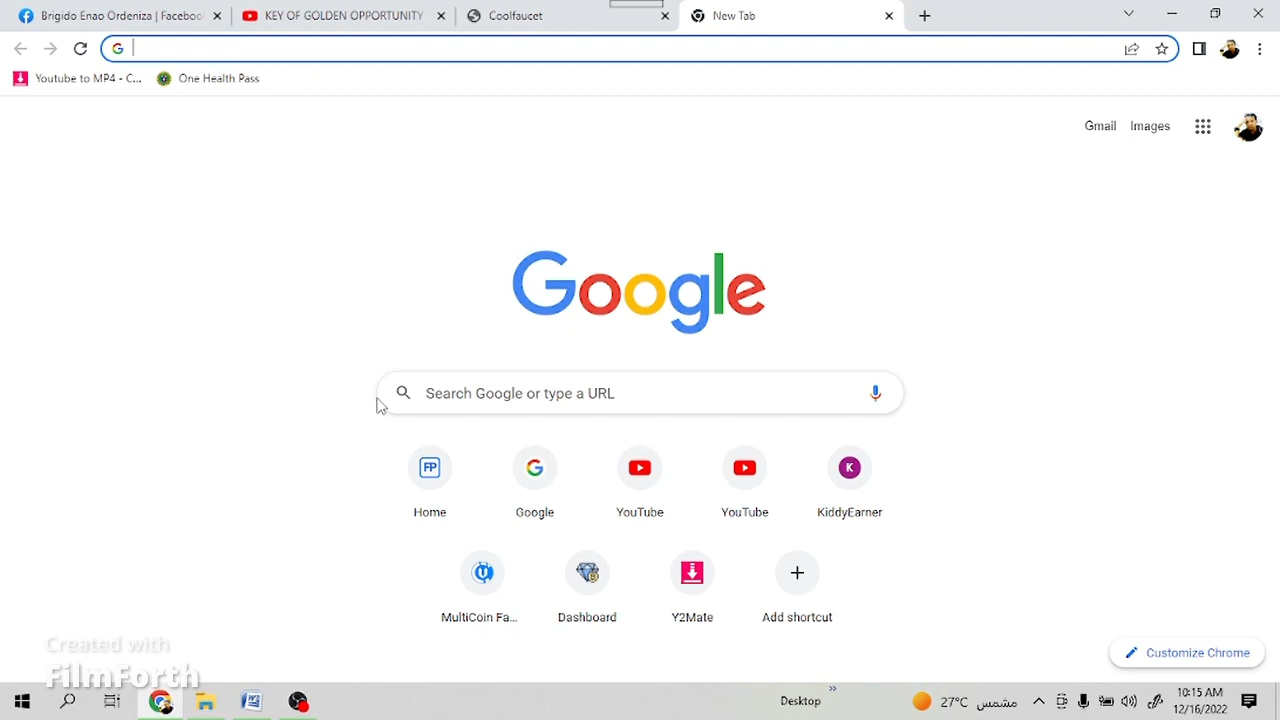 Brigido Enao Ordeniza | Faceboo
KEY OF GOLDEN OPPORTUNITY
Coolfaucet
New Tab
Youtube to MP4 - C...
One Health Pass
Gmail
Images
Google
Search Google or type a URL
FP
K
Home
Google
YouTube
YouTube
KiddyEarner
MultiCoin Fa...
Dashboard
Y2Mate
Add shortcut
Created with
FilmForth
Customize Chrome
Desktop
27°C
مشمس
10:15 AM
12/16/2022